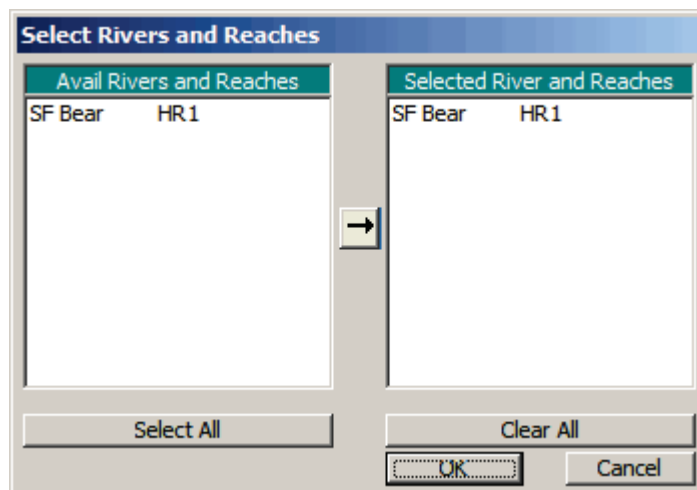 Select Rivers and Reaches
Avail Rivers and Reaches
SF Bear HR1
Selected River and Reaches
SF Bear HR1
Select All
Clear All
OK
Cancel